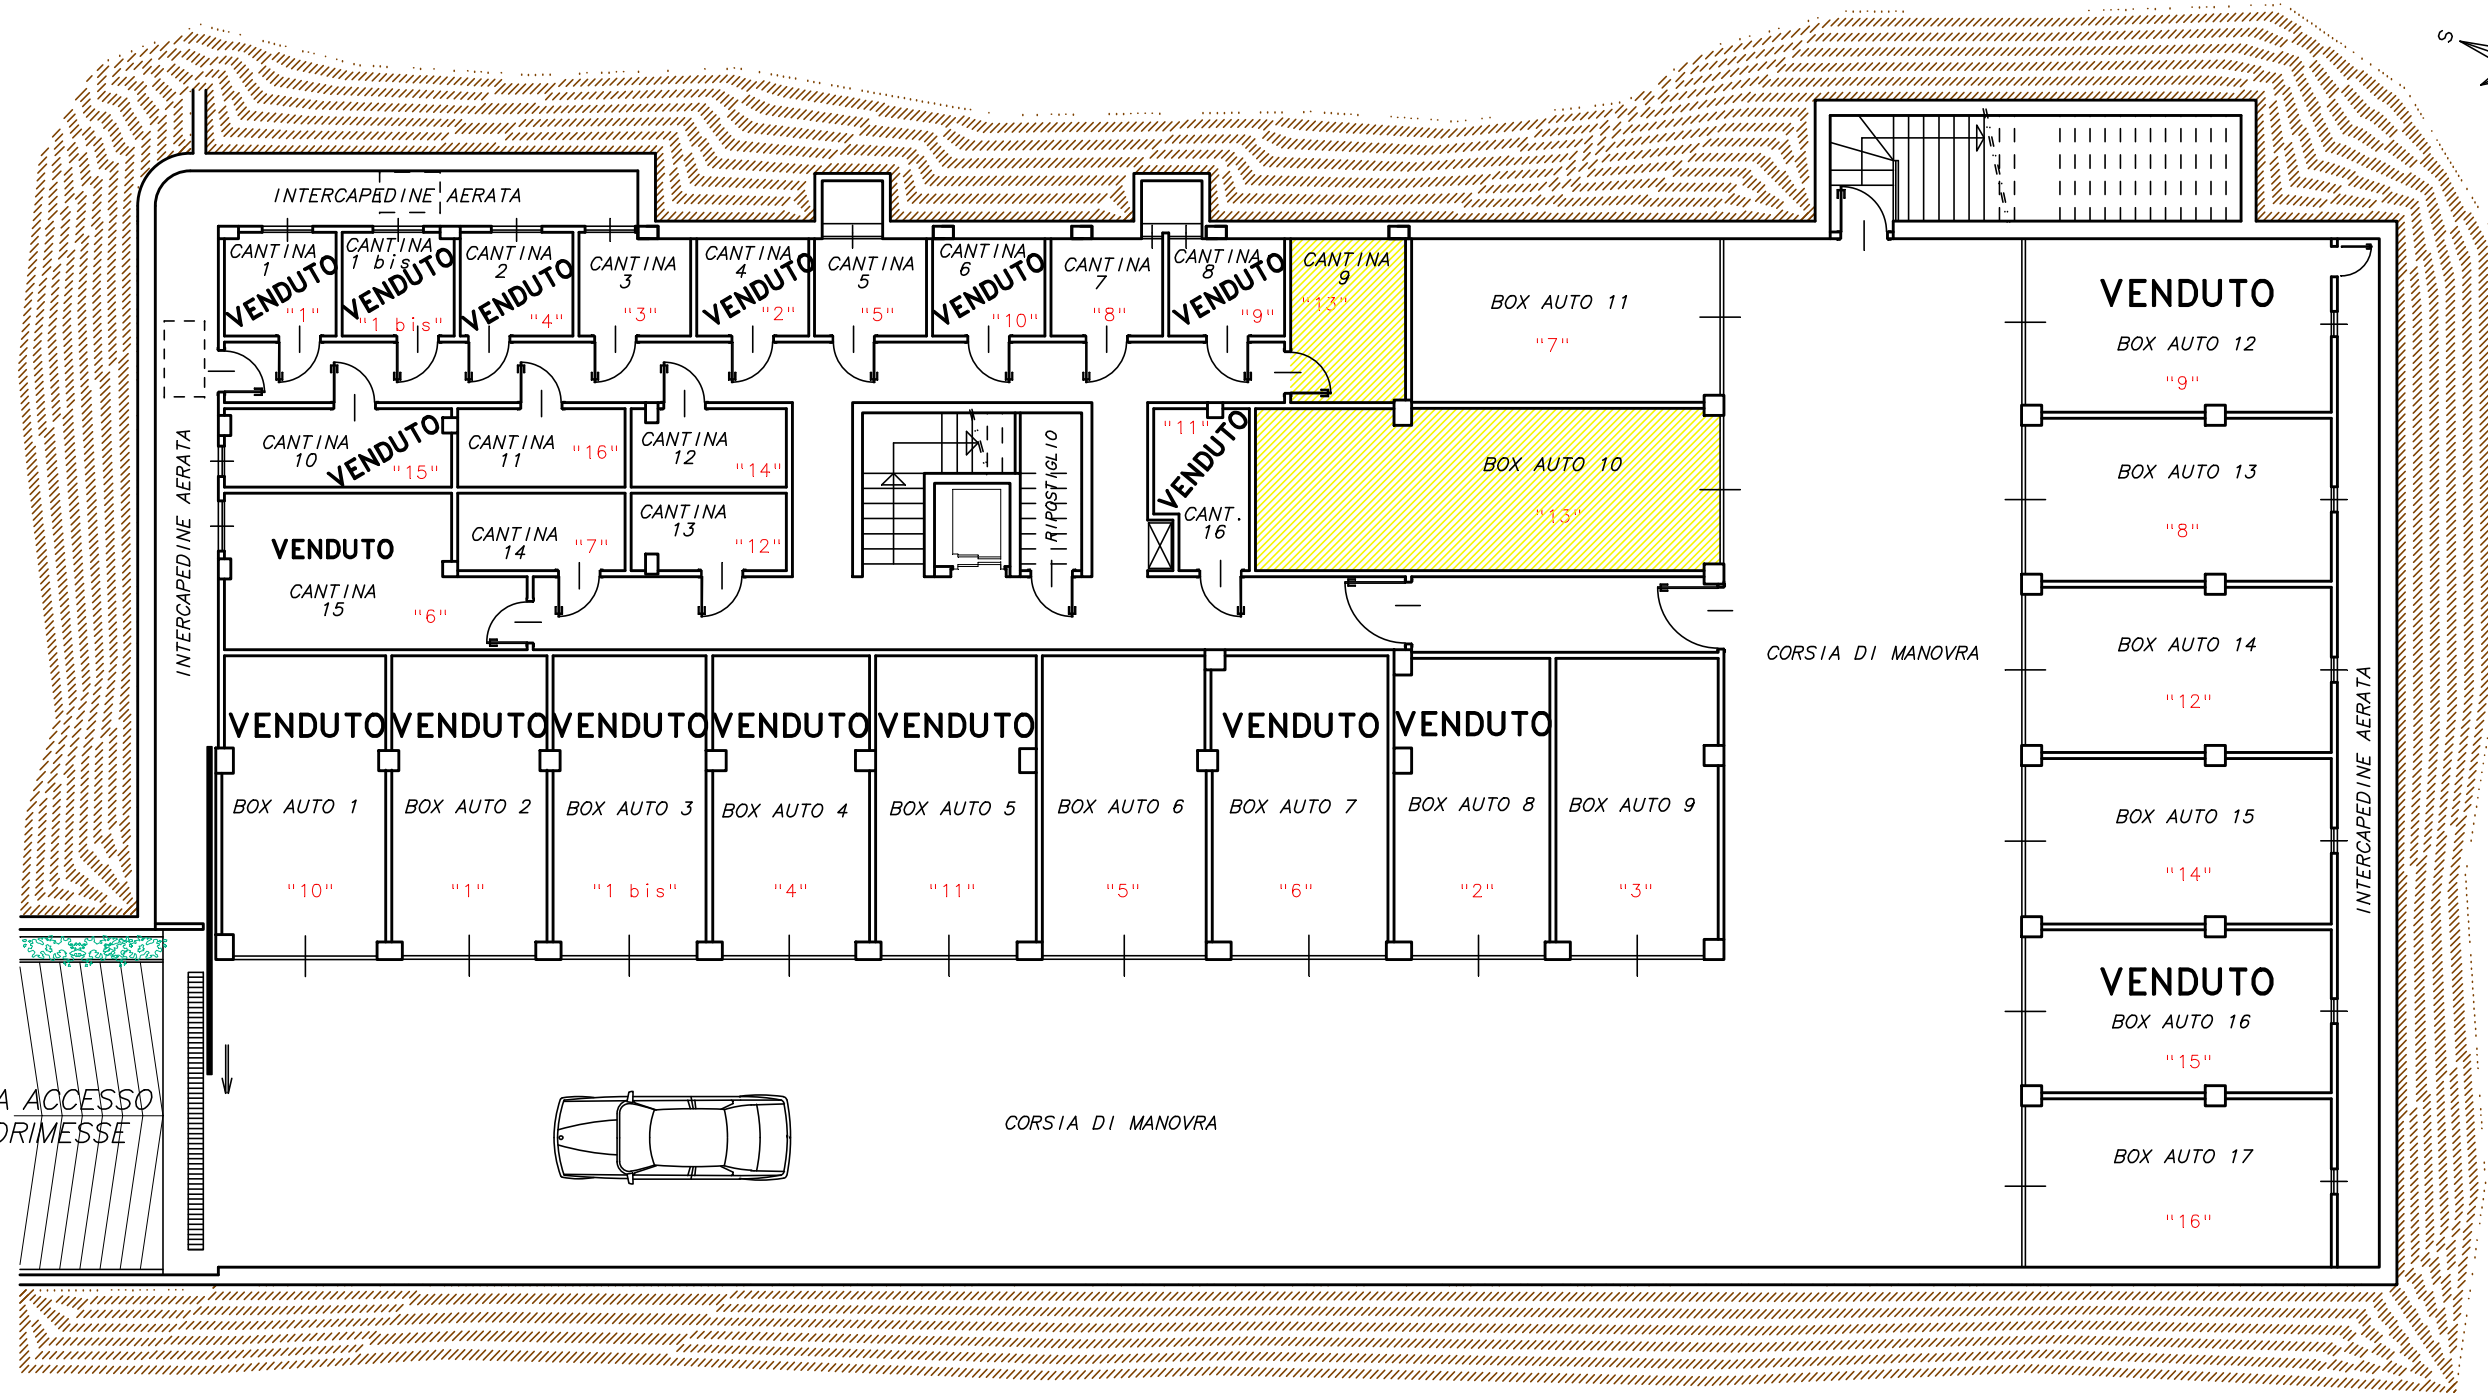 S
INTERCAPEDINE AERATA
CANTINA
1
VENDUTO
"1"
CANTINA
1 bis
VENDUTO
"1 bis"
CANTINA
2
VENDUTO
"4"
CANTINA
3
"3"
CANTINA
4
VENDUTO
"2"
CANTINA
5
"5"
CANTINA
6
VENDUTO
"10"
CANTINA
7
"8"
CANTINA
8
VENDUTO
"9"
CANTINA
9
"13"
BOX AUTO 11
"7"
VENDUTO
BOX AUTO 12
"9"
INTERCAPEDINE AERATA
CANTINA
10
VENDUTO
"15"
CANTINA
11
"16"
CANTINA
12
"14"
RIPOSTIGLIO
"11"
VENDUTO
CANT.
16
BOX AUTO 10
"13"
BOX AUTO 13
"8"
VENDUTO
CANTINA
15
"6"
CANTINA
14
"7"
CANTINA
13
"12"
CORSIA DI MANOVRA
BOX AUTO 14
"12"
INTERCAPEDINE AERATA
VENDUTO
BOX AUTO 1
"10"
VENDUTO
BOX AUTO 2
"1"
VENDUTO
BOX AUTO 3
"1 bis"
VENDUTO
BOX AUTO 4
"4"
VENDUTO
BOX AUTO 5
"11"
BOX AUTO 6
"5"
VENDUTO
BOX AUTO 7
"6"
VENDUTO
BOX AUTO 8
"2"
BOX AUTO 9
"3"
BOX AUTO 15
"14"
VENDUTO
BOX AUTO 16
"15"
A ACCESSO
ORIMESSE
CORSIA DI MANOVRA
BOX AUTO 17
"16"